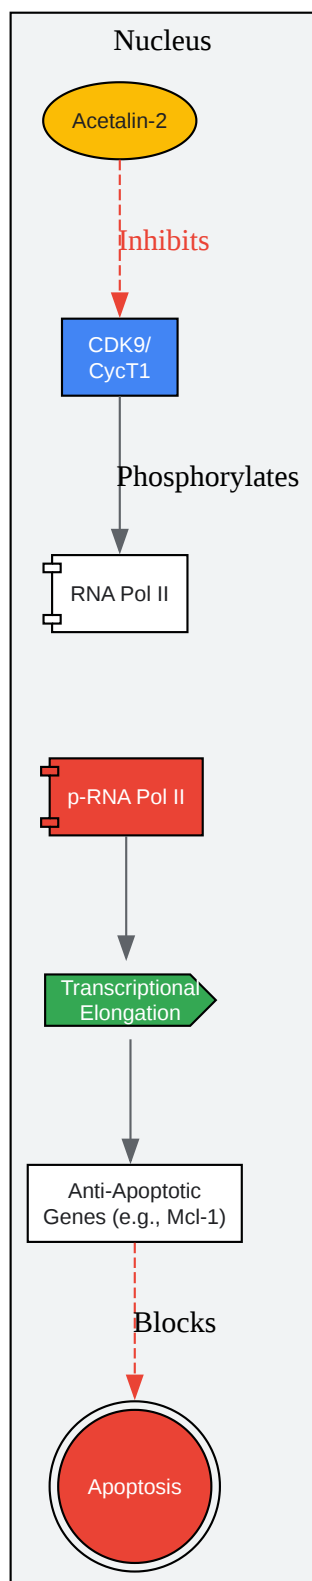 Nucleus
Acetalin-2
Inhibits
CDK9/
CycT1
Phosphorylates
RNA Pol II
p-RNA Pol II
Transcriptional
Elongation
Anti-Apoptotic
Genes (e.g., Mcl-1)
Blocks
Apoptosis